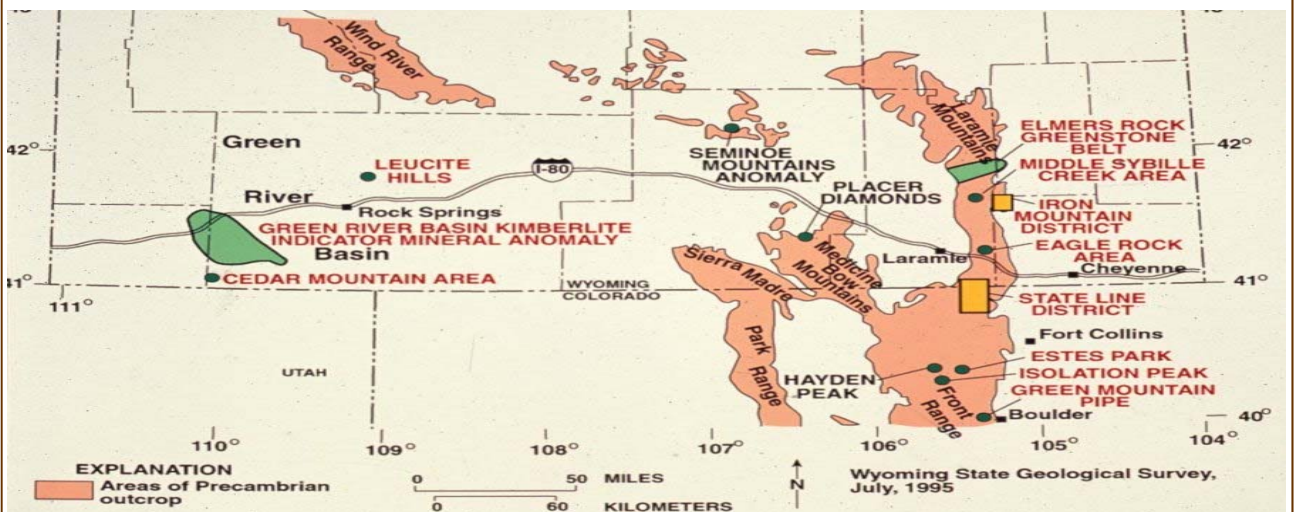 Wind River
Range
Green
42°
LEUCITE
HILLS
I-80
River
Rock Springs
GREEN RIVER BASIN KIMBERLITE
INDICATOR MINERAL ANOMALY
Basin
CEDAR MOUNTAIN AREA
111°
SEMINOE
MOUNTAINS
ANOMALY
PLACER
DIAMONDS
Laramie
Mountains
ELMERS ROCK
GREENSTONE
BELT
42°
MIDDLE SYBILLE
CREEK AREA
IRON
MOUNTAIN
DISTRICT
EAGLE ROCK
AREA
Laramie
Cheyenne
41°
WYOMING
COLORADO
Sierra Madre
Medicine
Bow
Mountains
STATE LINE
DISTRICT
Fort Collins
UTAH
Park
Range
HAYDEN
PEAK
ESTES PARK
ISOLATION PEAK
GREEN MOUNTAIN
PIPE
Front
Range
Boulder
40°
110°
109°
108°
107°
106°
105°
104°
EXPLANATION
Areas of Precambrian
outcrop
0 50 MILES
0 60 KILOMETERS
N
Wyoming State Geological Survey,
July, 1995